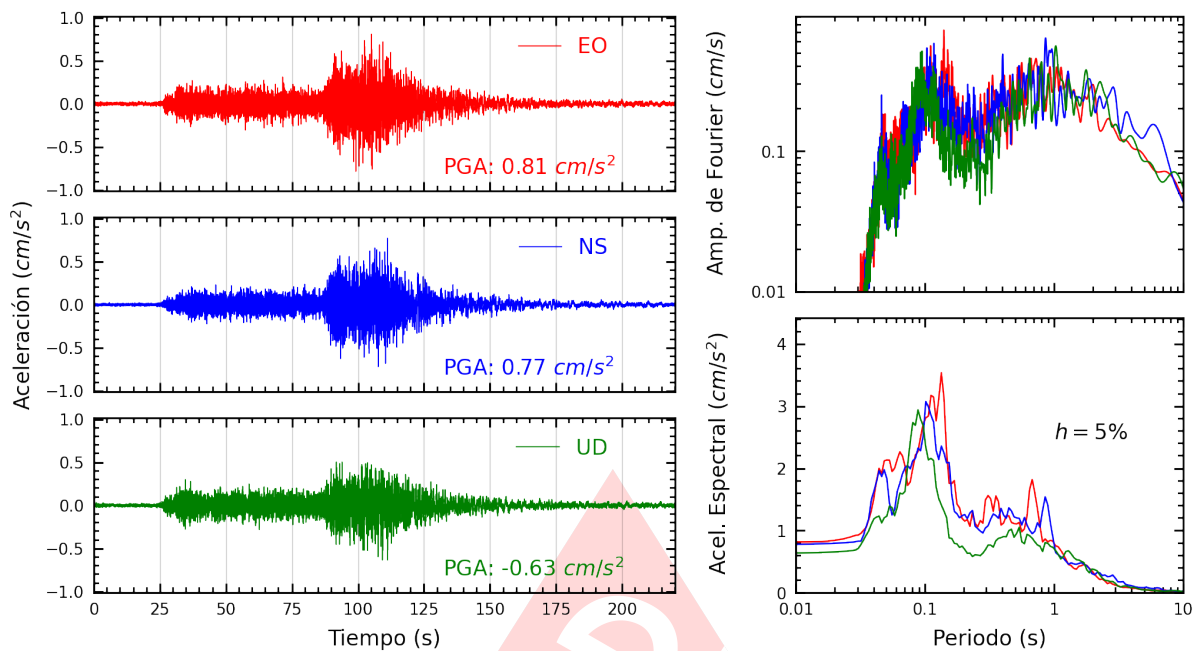 Aceleración (cm/s²)
1.0
0.5
0.0
−0.5
−1.0
EO
PGA: 0.81 cm/s²
1.0
0.5
0.0
−0.5
−1.0
NS
PGA: 0.77 cm/s²
1.0
0.5
0.0
−0.5
−1.0
UD
PGA: -0.63 cm/s²
0 25 50 75 100 125 150 175 200
Tiempo (s)
Amp. de Fourier (cm/s)
0.1
0.01
Acel. Espectral (cm/s²)
4
3
2
1
0
h = 5%
0.01 0.1 1 10
Periodo (s)